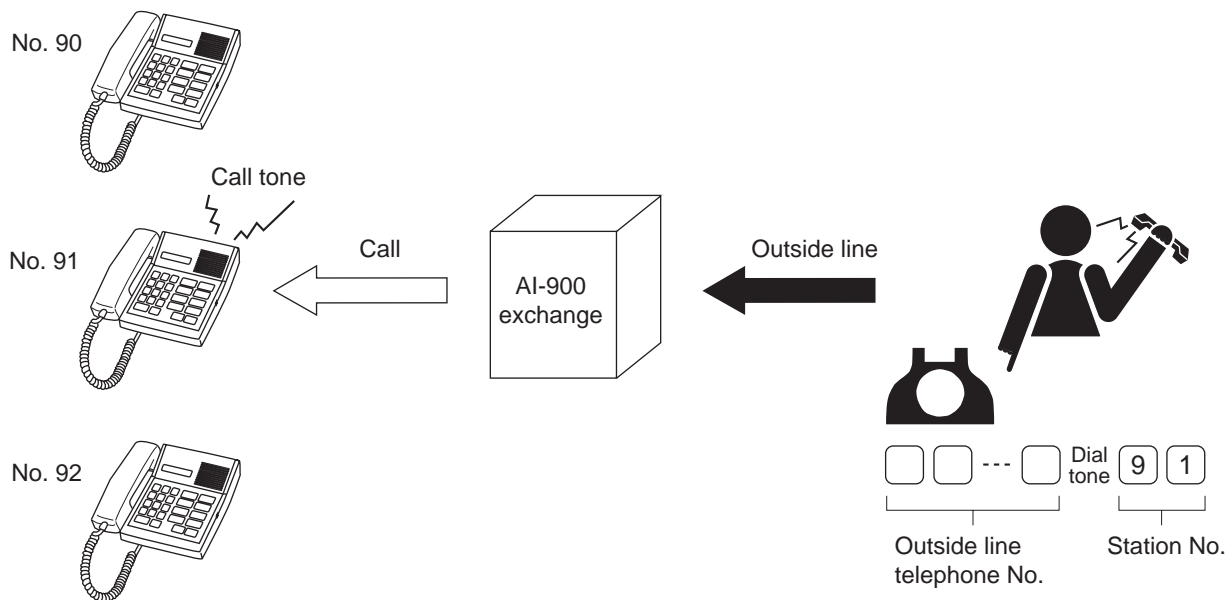 No. 90
Call tone
No. 91
Call
AI-900
exchange
Outside line
No. 92
--- Dial
tone
9 1
Outside line
telephone No.
Station No.